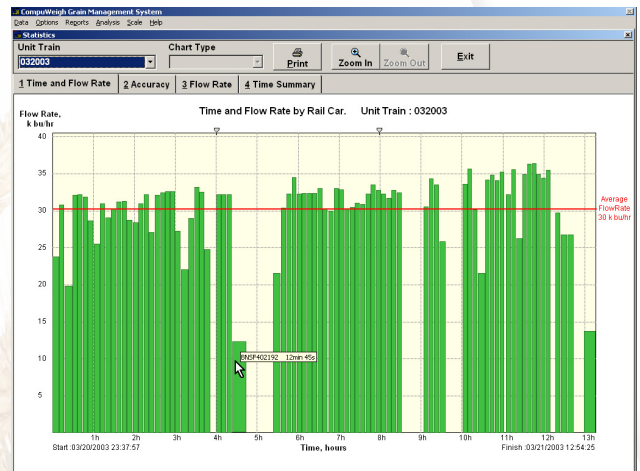 CompuWeigh Grain Management System
Data Options Reports Analysis Scale Help
Statistics
Unit Train Chart Type
032003 Print Zoom In Zoom Out Exit
1 Time and Flow Rate 2 Accuracy 3 Flow Rate 4 Time Summary
Time and Flow Rate by Rail Car. Unit Train : 032003
Flow Rate,
k bu/hr
40
35
Average
FlowRate
30 k bu/hr
30
25
20
15
10
BNSF402192 12min 45s
5
1h 2h 3h 4h 5h 6h 7h 8h 9h 10h 11h 12h 13h
Start :03/20/2003 23:37:57 Time, hours Finish :03/21/2003 12:54:25